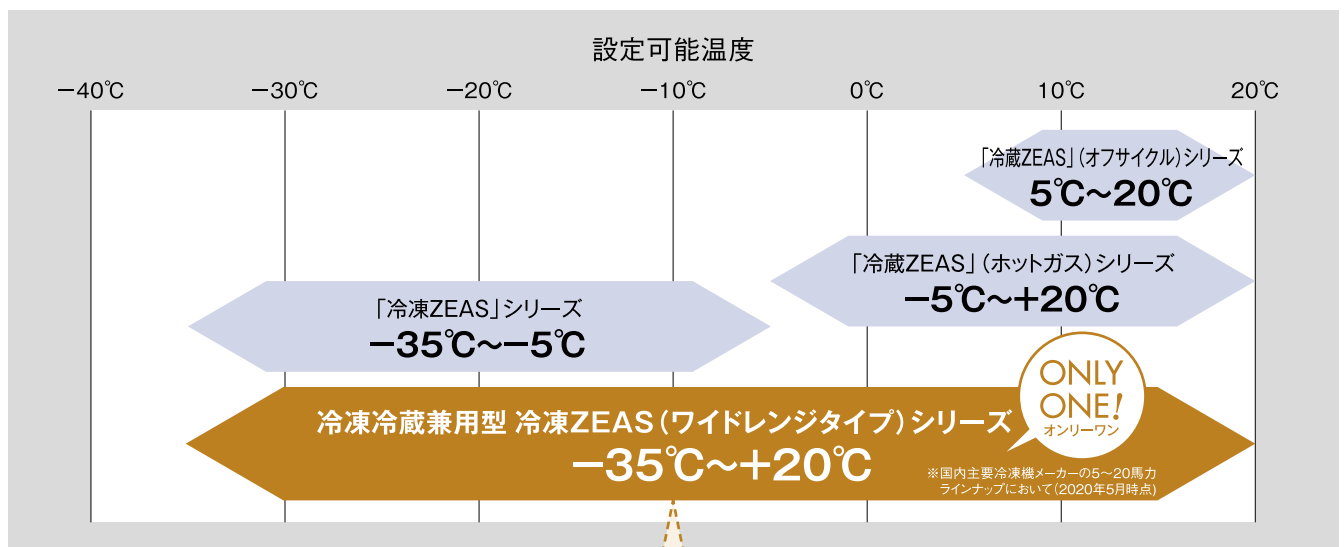 設定可能温度
−40℃ −30℃ −20℃ −10℃ 0℃ 10℃ 20℃
「冷蔵ZEAS」(オフサイクル)シリーズ
5℃~20℃
「冷蔵ZEAS」(ホットガス)シリーズ
−5℃~+20℃
「冷凍ZEAS」シリーズ
−35℃~−5℃
ONLY
ONE!
オンリーワン
冷凍冷蔵兼用型 冷凍ZEAS(ワイドレンジタイプ)シリーズ
−35℃~+20℃
※国内主要冷凍機メーカーの5~20馬力
ラインナップにおいて(2020年5月時点)